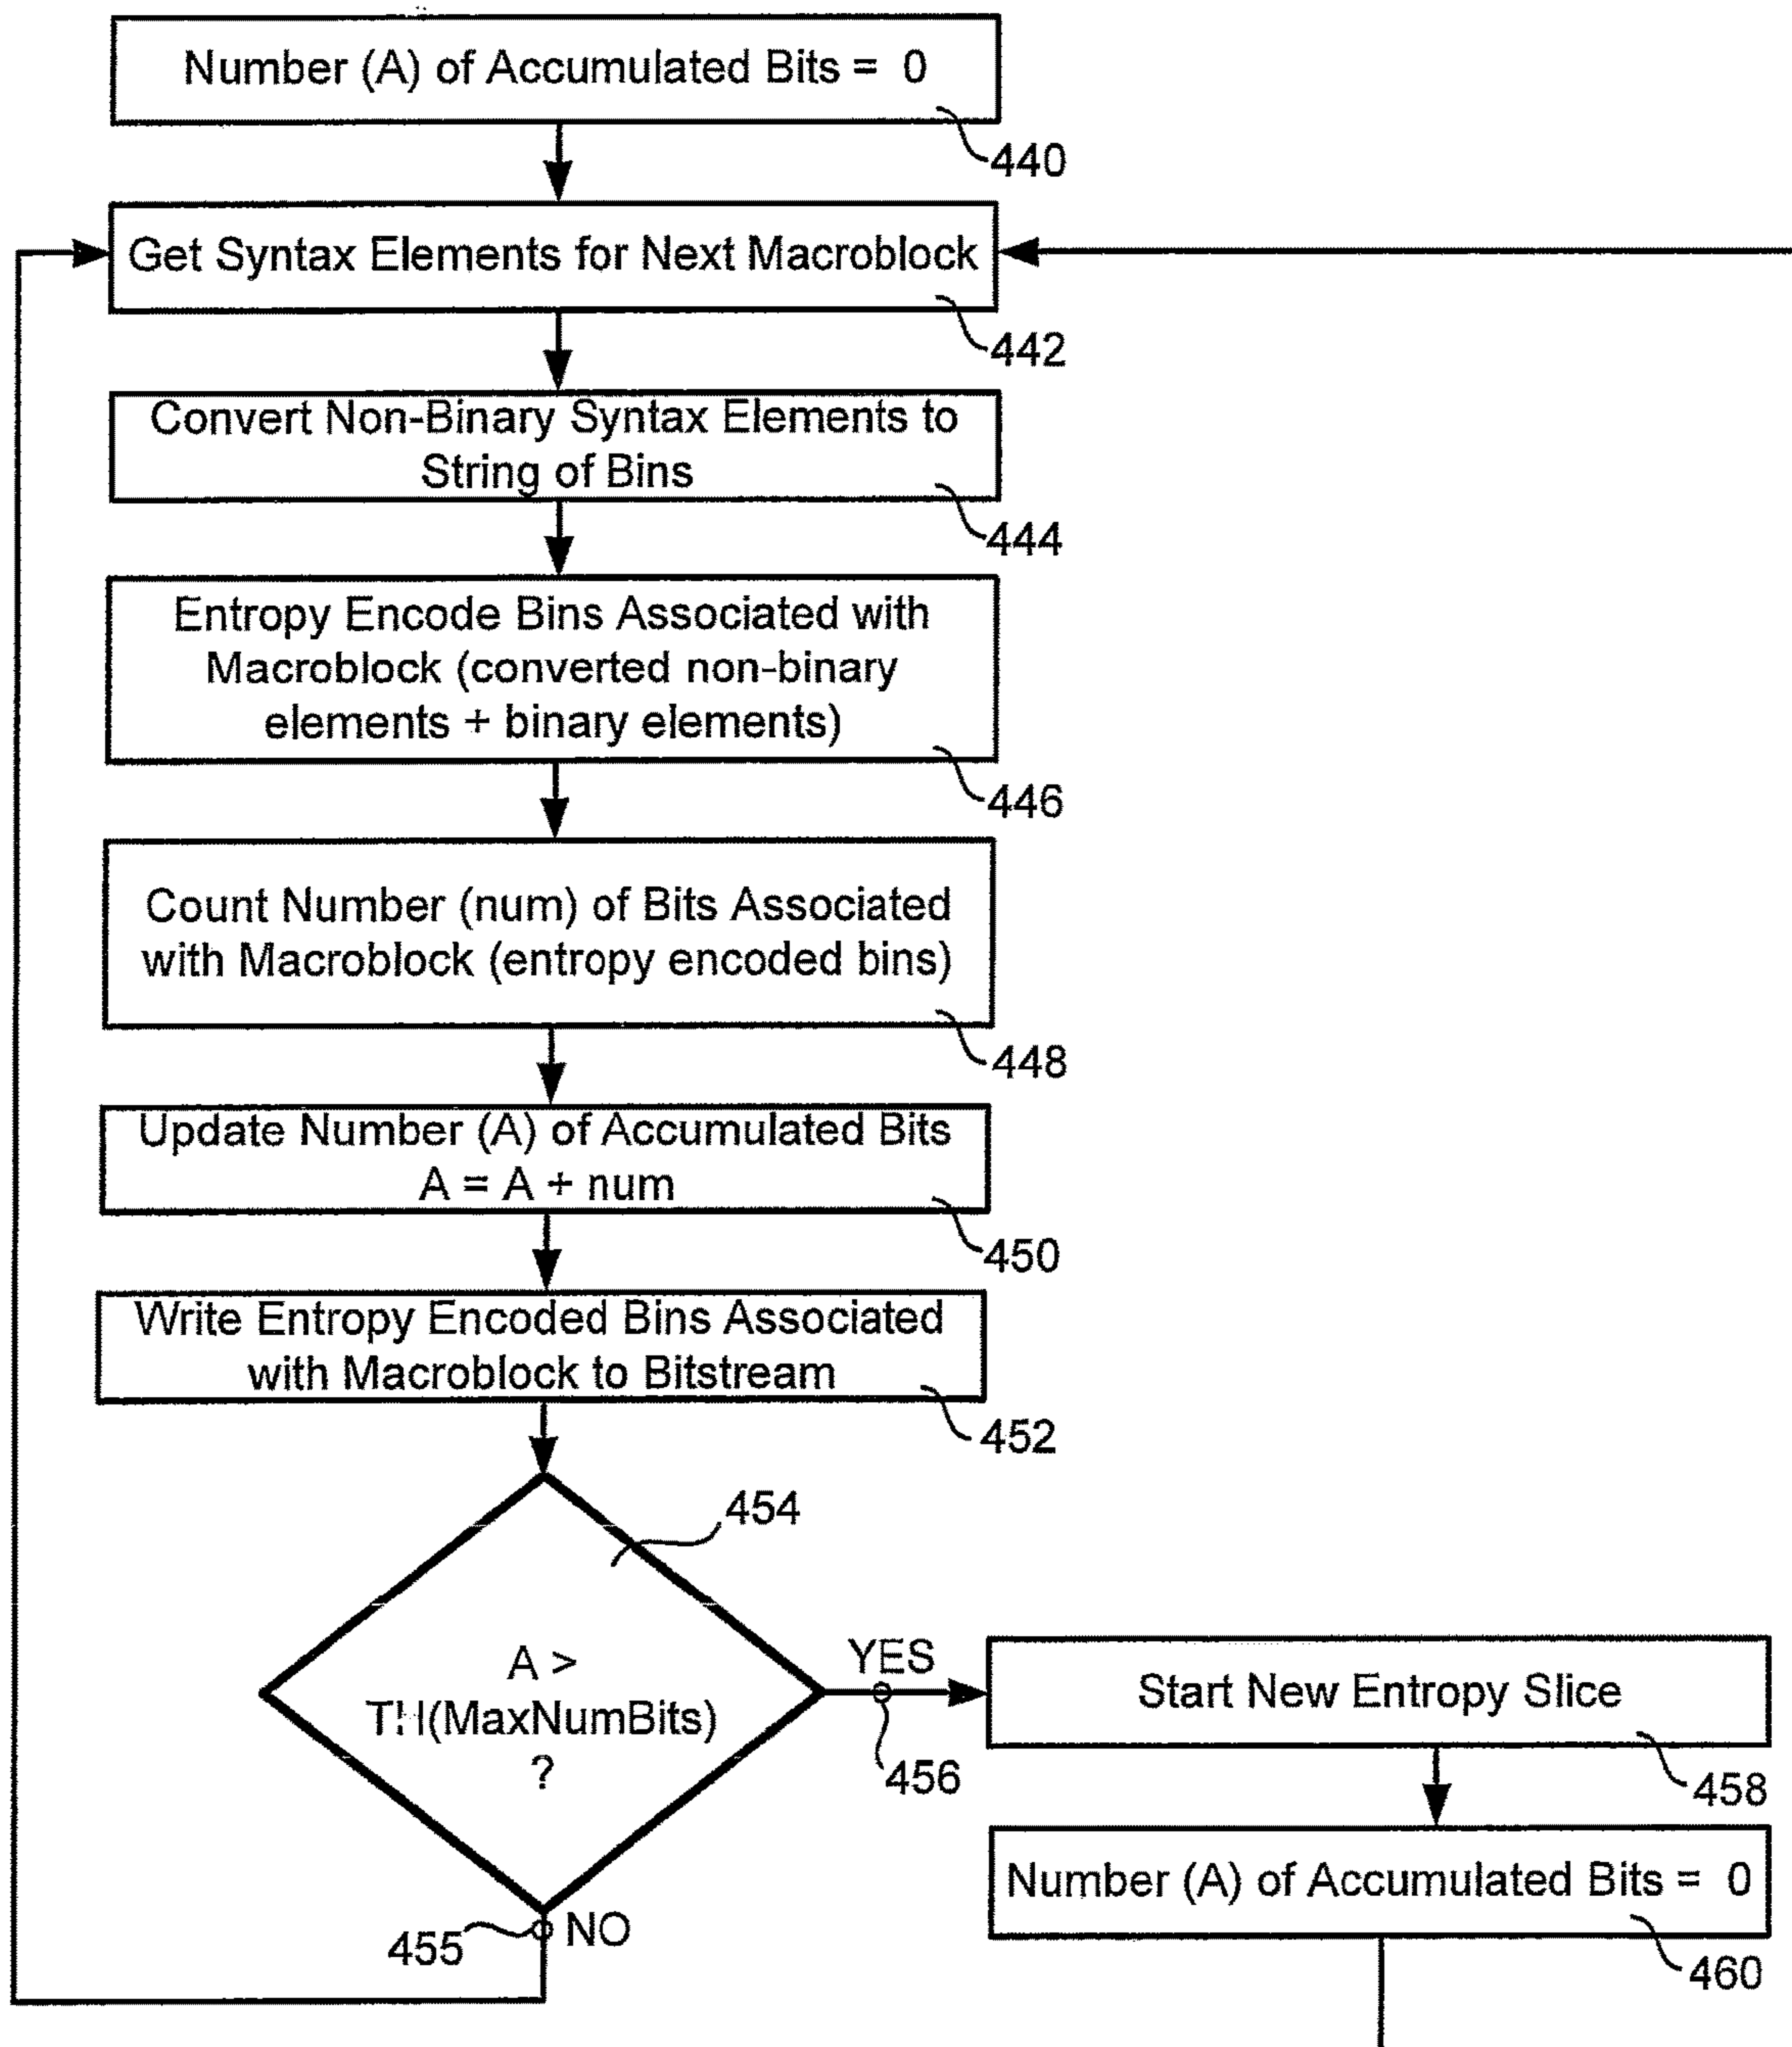 Number (A) of Accumulated Bits = 0
440
Get Syntax Elements for Next Macroblock
442
Convert Non-Binary Syntax Elements to
String of Bins
444
Entropy Encode Bins Associated with
Macroblock (converted non-binary
elements + binary elements)
446
Count Number (num) of Bits Associated
with Macroblock (entropy encoded bins)
448
Update Number (A) of Accumulated Bits
A = A + num
450
Write Entropy Encoded Bins Associated
with Macroblock to Bitstream
452
454
A >
TH(MaxNumBits)
?
YES
456
Start New Entropy Slice
458
Number (A) of Accumulated Bits = 0
460
455
NO